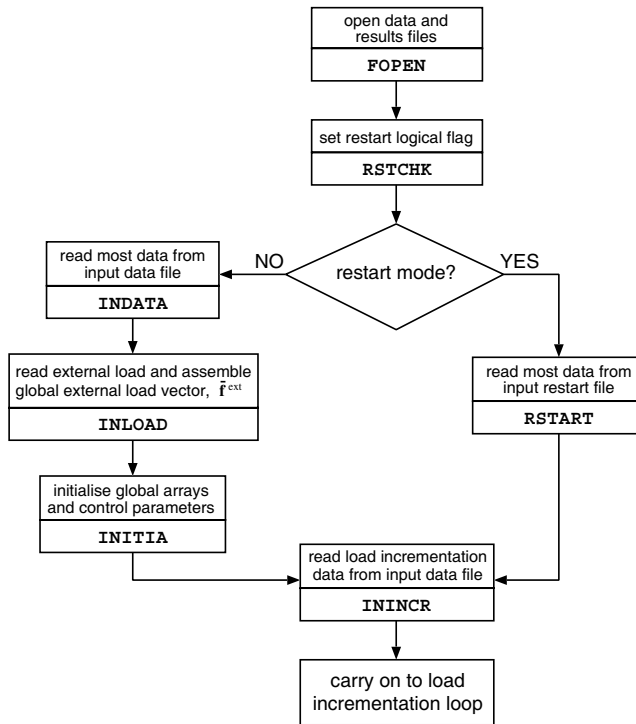 open data and
results files
FOPEN
set restart logical flag
RSTCHK
restart mode?
NO
YES
read most data from
input data file
INDATA
read external load and assemble
global external load vector, f̄ ext
INLOAD
initialise global arrays
and control parameters
INITIA
read most data from
input restart file
RSTART
read load incrementation
data from input data file
ININCR
carry on to load
incrementation loop